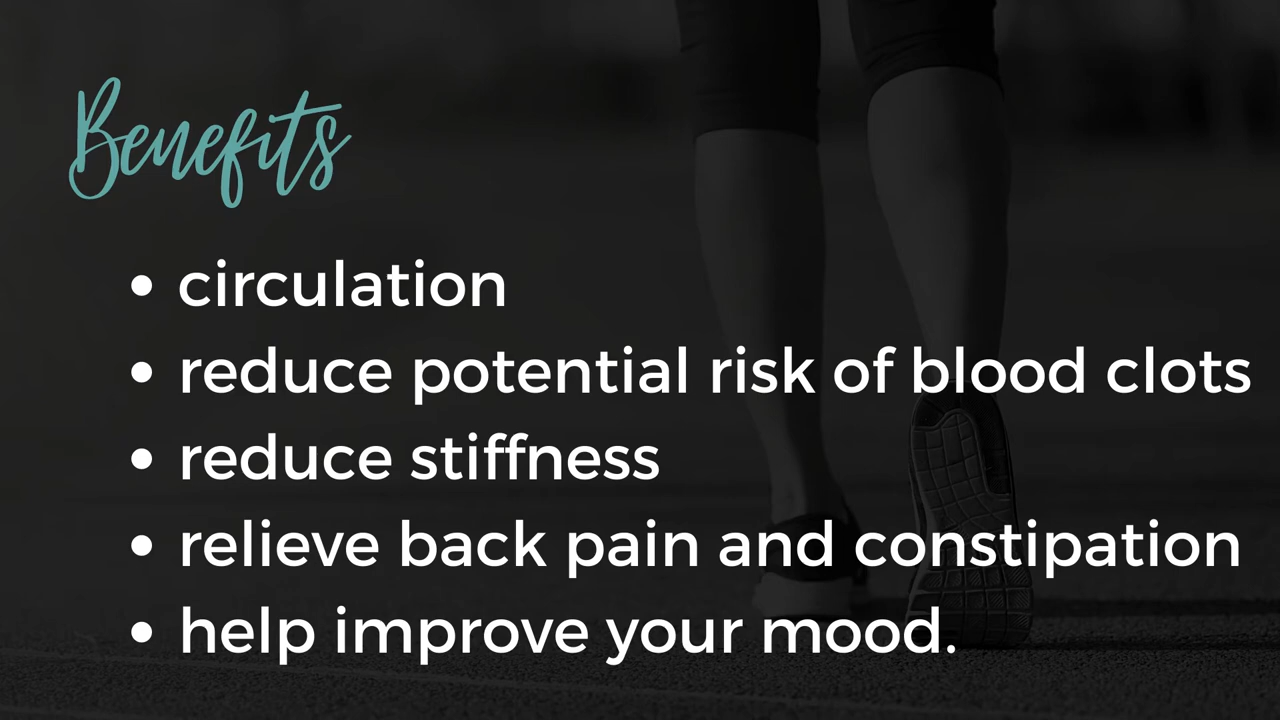 Benefits
• circulation
• reduce potential risk of blood clots
• reduce stiffness
• relieve back pain and constipation
• help improve your mood.